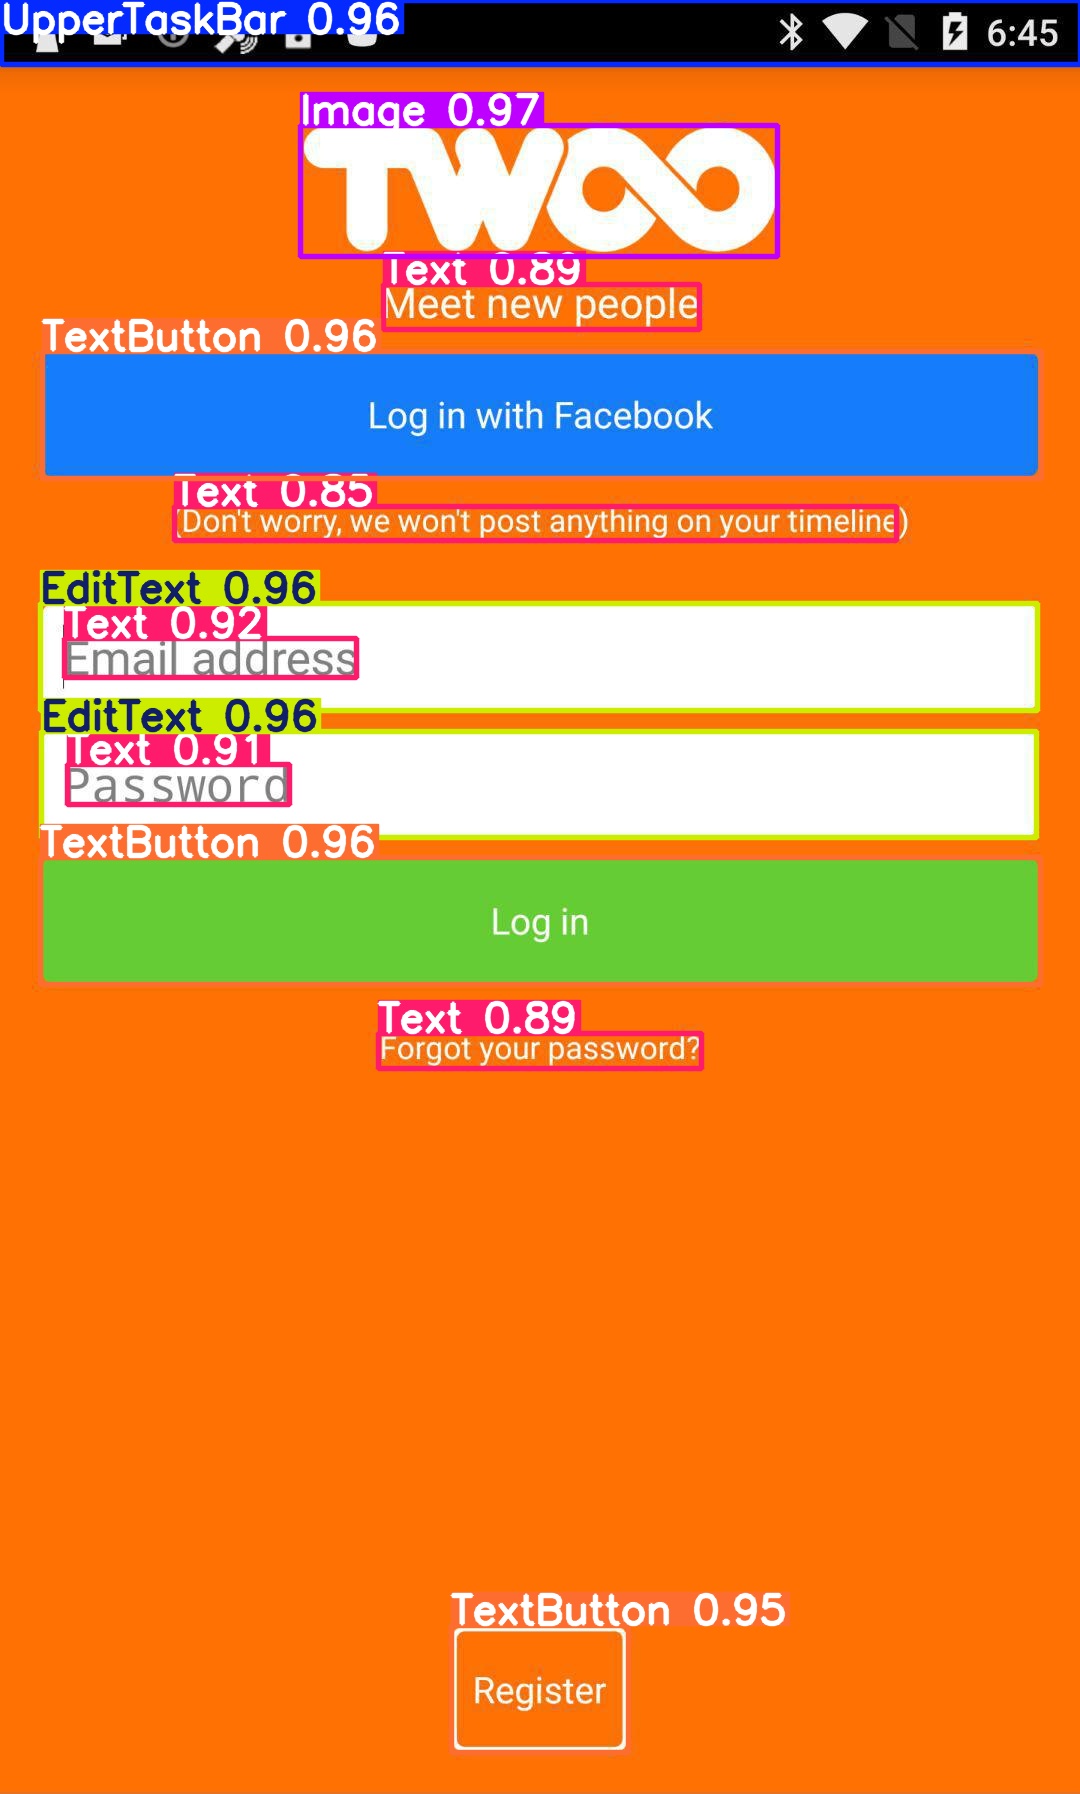 UpperTaskBar 0.96
6:45
Image 0.97
TWOO
Text 0.89
Meet new people
TextButton 0.96
Log in with Facebook
Text 0.85
(Don't worry, we won't post anything on your timeline)
EditText 0.96
Text 0.92
Email address
EditText 0.96
Text 0.91
Password
TextButton 0.96
Log in
Text 0.89
Forgot your password?
TextButton 0.95
Register